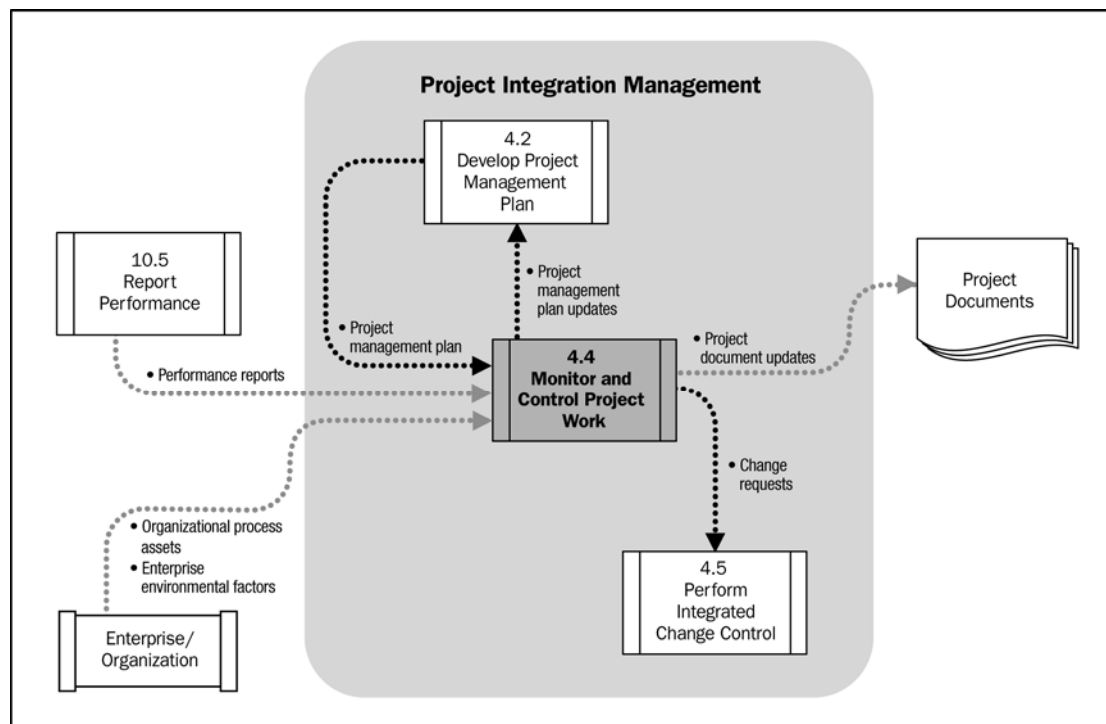 Project Integration Management
4.2
Develop Project
Management
Plan
10.5
Report
Performance
• Project
management
plan updates
Project
Documents
• Project
management plan
• Project
document updates
4.4
Monitor and
Control Project
Work
• Performance reports
• Change
requests
• Organizational process
assets
• Enterprise
environmental factors
4.5
Perform
Integrated
Change Control
Enterprise/
Organization